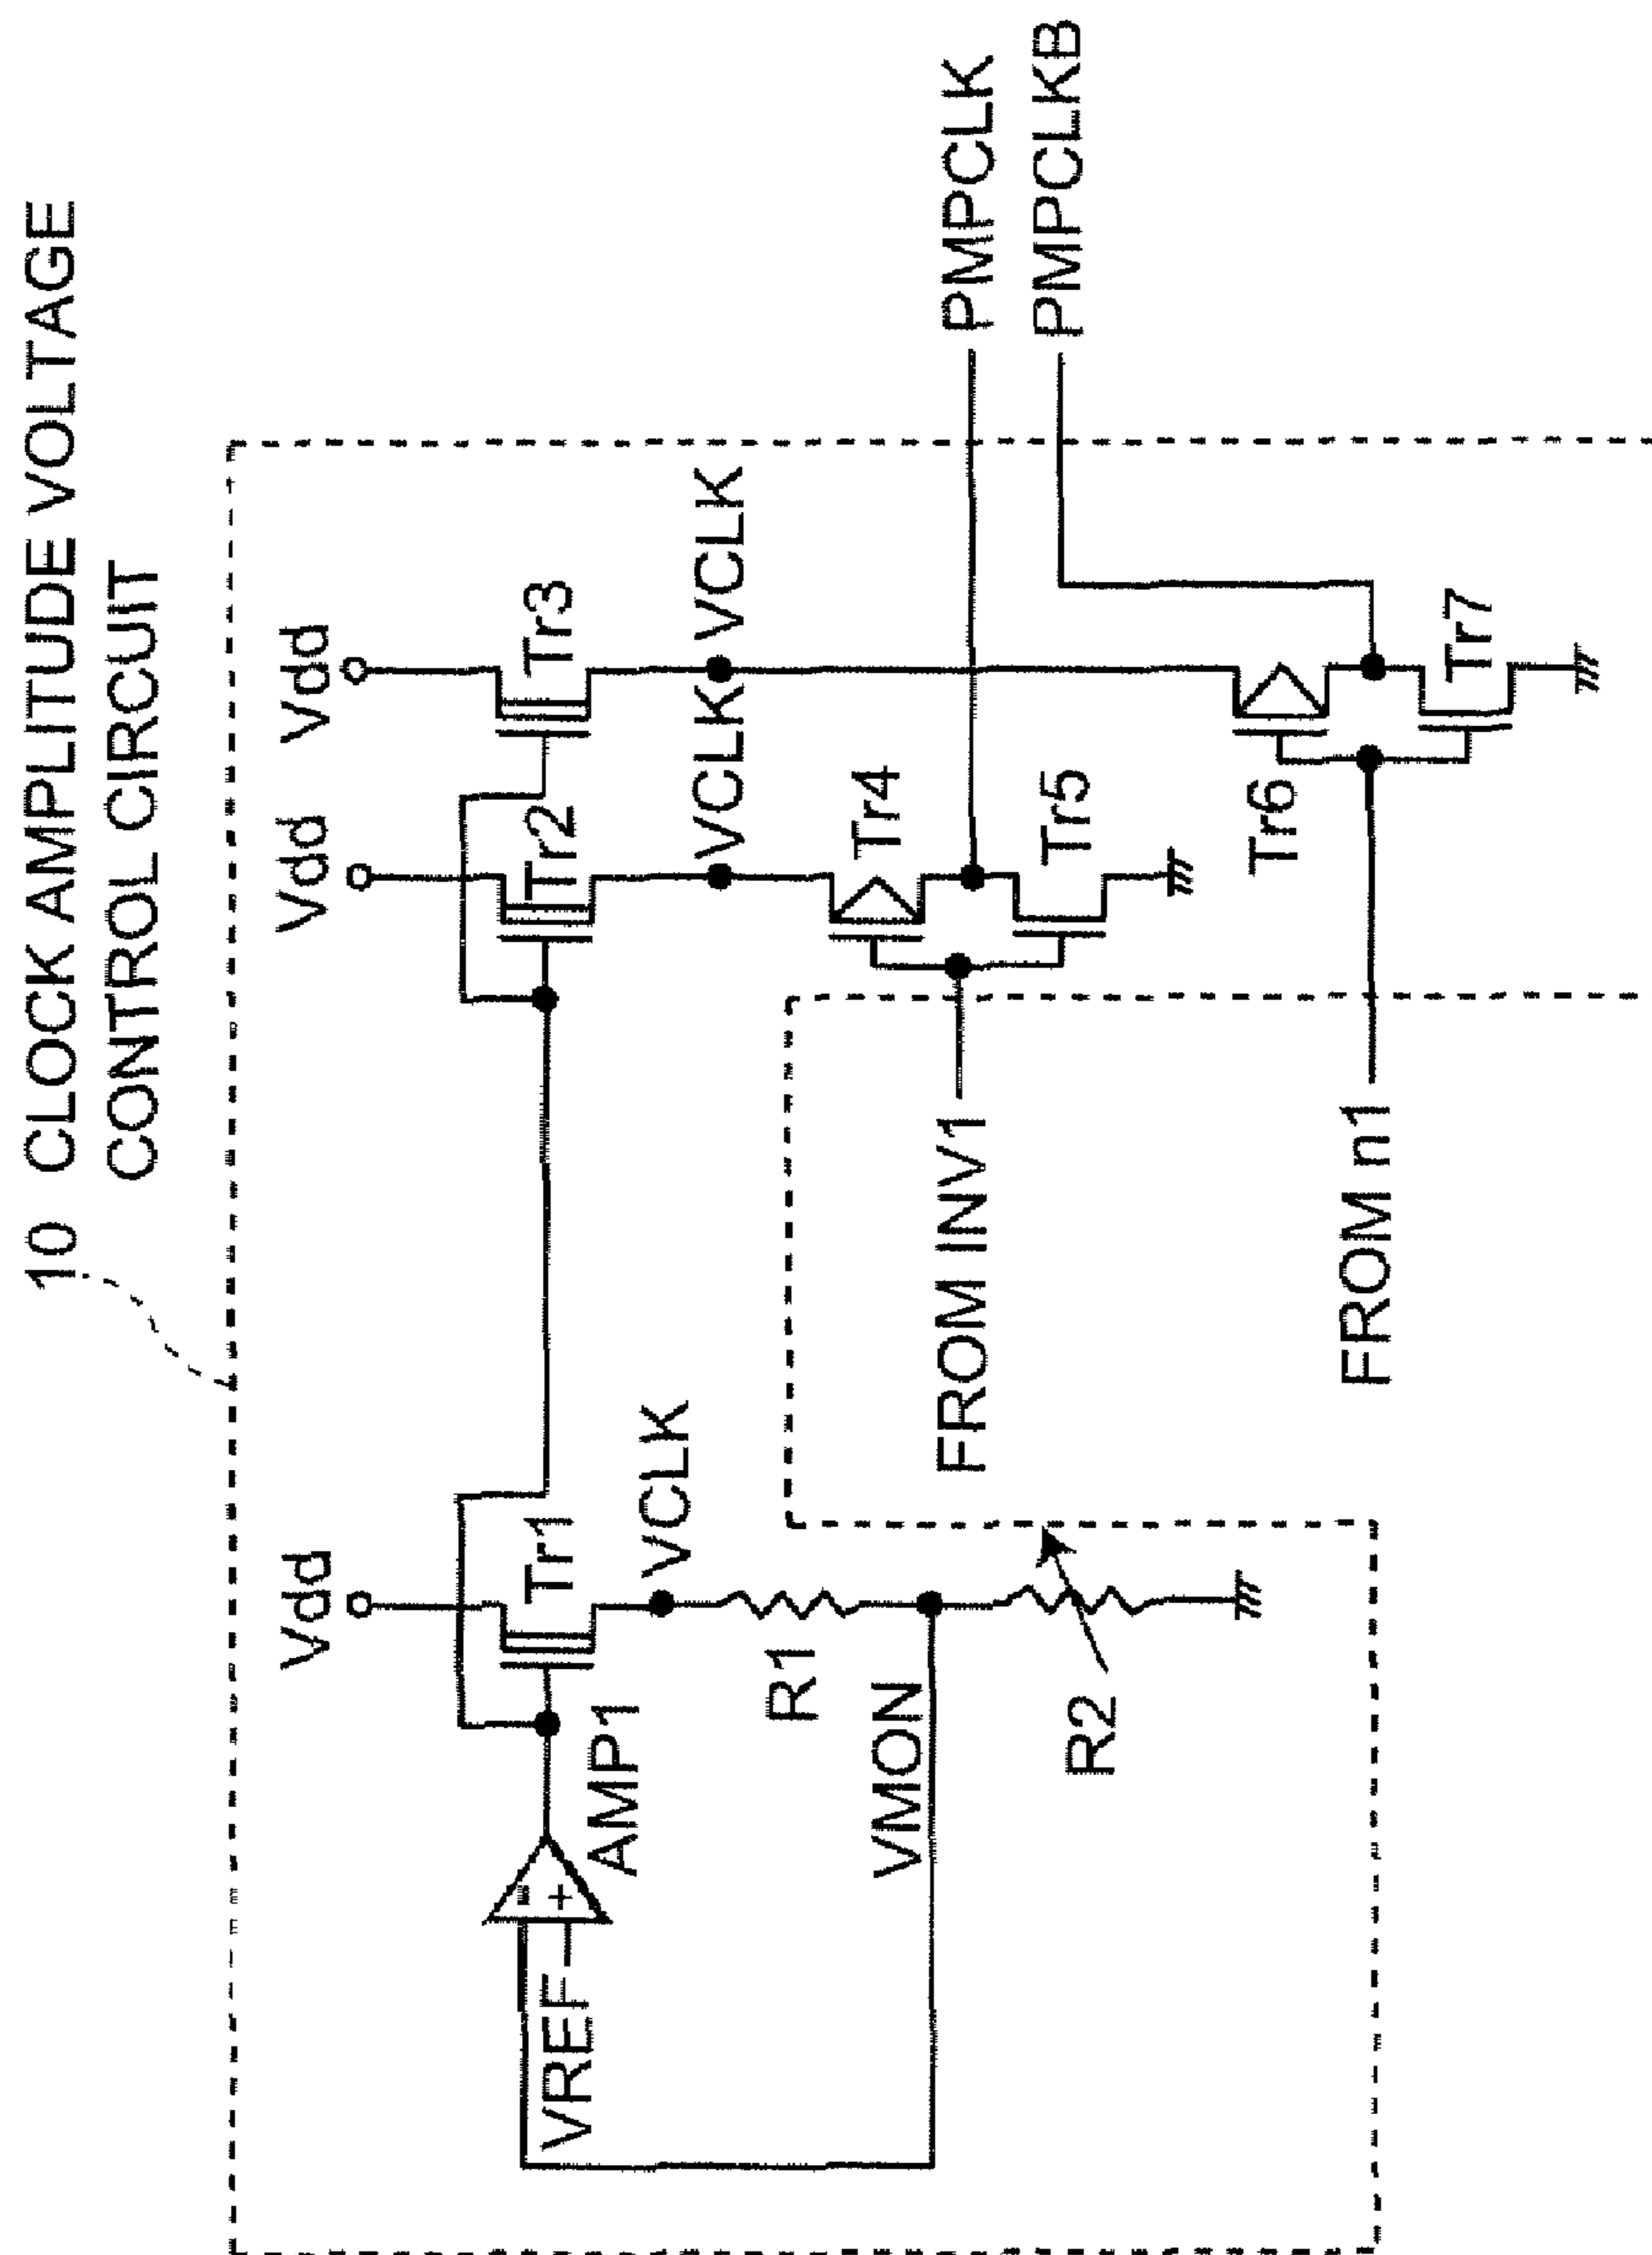 10 CLOCK AMPLITUDE VOLTAGE
CONTROL CIRCUIT
Vdd
Vdd
Vdd
Tr1
Tr2
Tr3
VREF
-
+
AMP1
VCLK
VCLK
VCLK
R1
VMON
R2
Tr4
Tr5
FROM INV1
PMPCLK
PMPCLKB
Tr6
Tr7
FROM n1